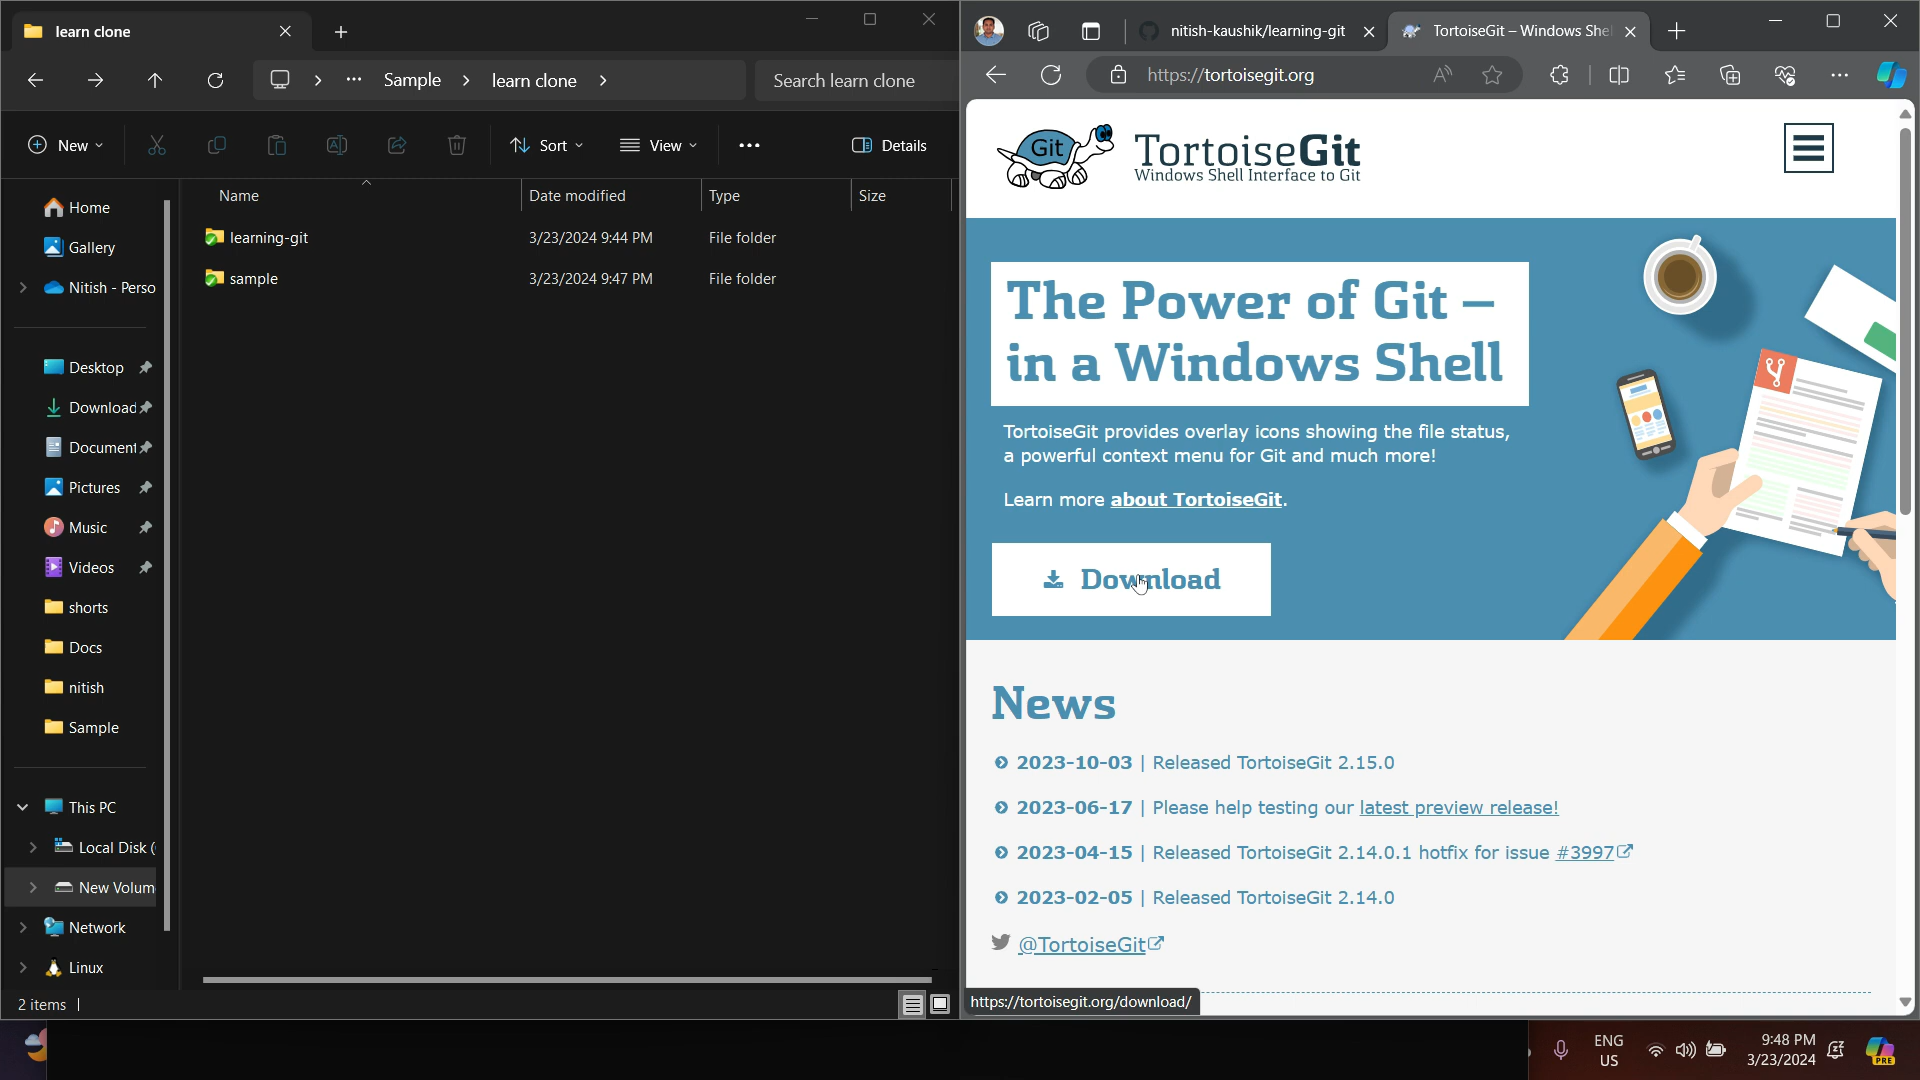 learn clone
Sample
learn clone
Search learn clone
New
Sort
View
Details
Name
Date modified
Type
Size
learning-git
3/23/2024 9:44 PM
File folder
sample
3/23/2024 9:47 PM
File folder
Home
Gallery
Nitish - Perso
Desktop
Download
Document
Pictures
Music
Videos
shorts
Docs
nitish
Sample
This PC
Local Disk (
New Volum
Network
Linux
2 items
nitish-kaushik/learning-git
TortoiseGit – Windows She
https://tortoisegit.org
Git
TortoiseGit
Windows Shell Interface to Git
The Power of Git –
in a Windows Shell
TortoiseGit provides overlay icons showing the file status,
a powerful context menu for Git and much more!
Learn more about TortoiseGit.
Download
News
2023-10-03 | Released TortoiseGit 2.15.0
2023-06-17 | Please help testing our latest preview release!
2023-04-15 | Released TortoiseGit 2.14.0.1 hotfix for issue #3997
2023-02-05 | Released TortoiseGit 2.14.0
@TortoiseGit
https://tortoisegit.org/download/
ENG
US
9:48 PM
3/23/2024
PRE